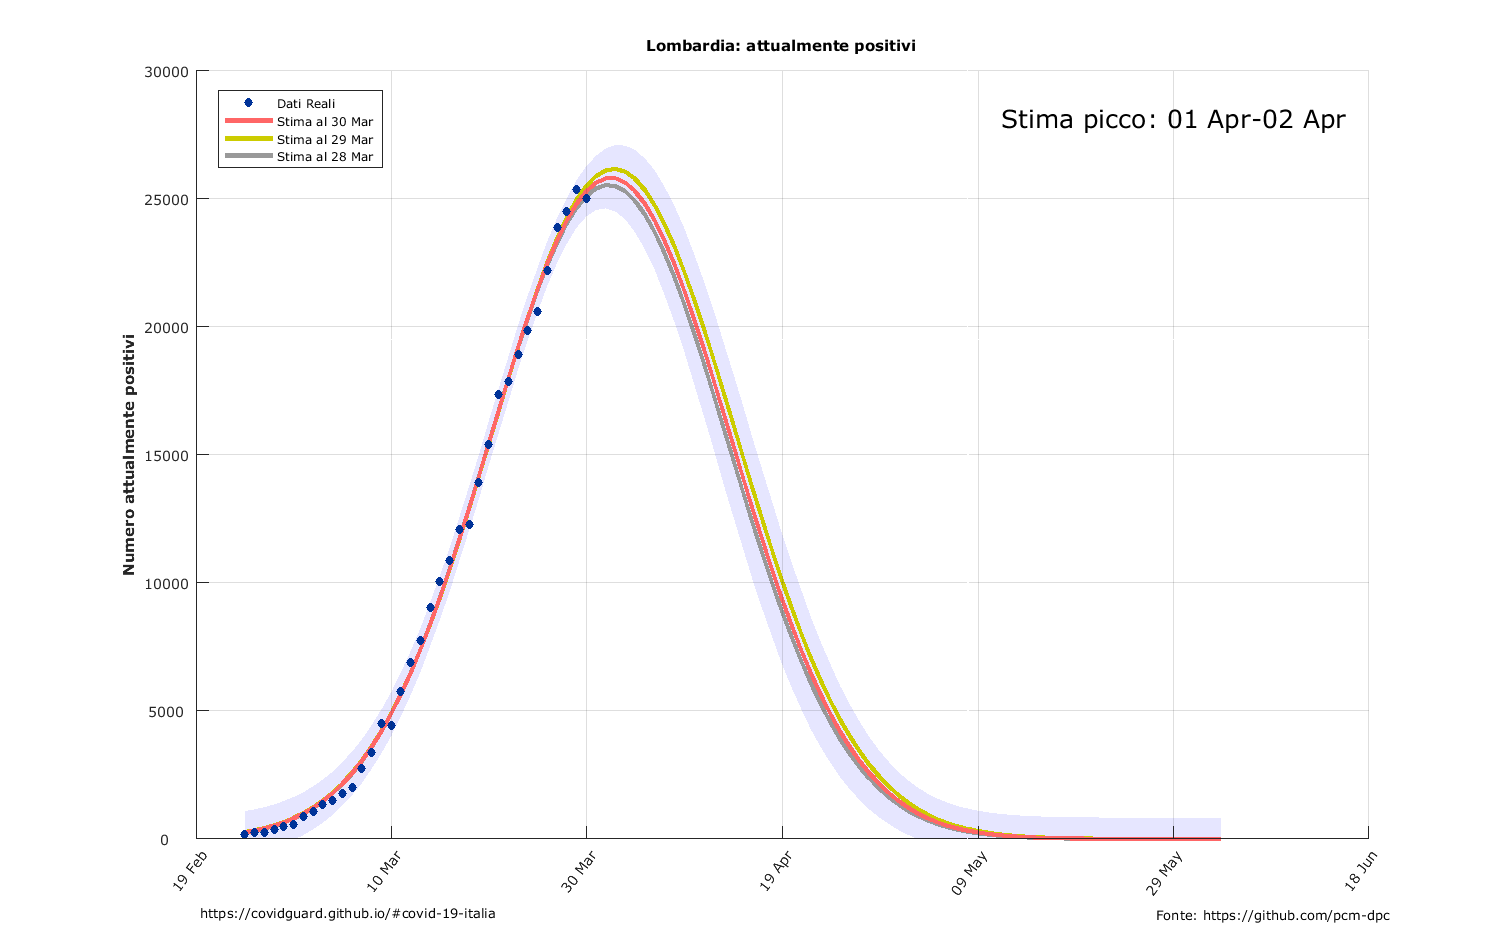 Lombardia: attualmente positivi
30000
25000
20000
15000
10000
5000
0
Numero attualmente positivi
Dati Reali
Stima al 30 Mar
Stima al 29 Mar
Stima al 28 Mar
Stima picco: 01 Apr-02 Apr
19 Feb
10 Mar
30 Mar
19 Apr
09 May
29 May
18 Jun
https://covidguard.github.io/#covid-19-italia
Fonte: https://github.com/pcm-dpc